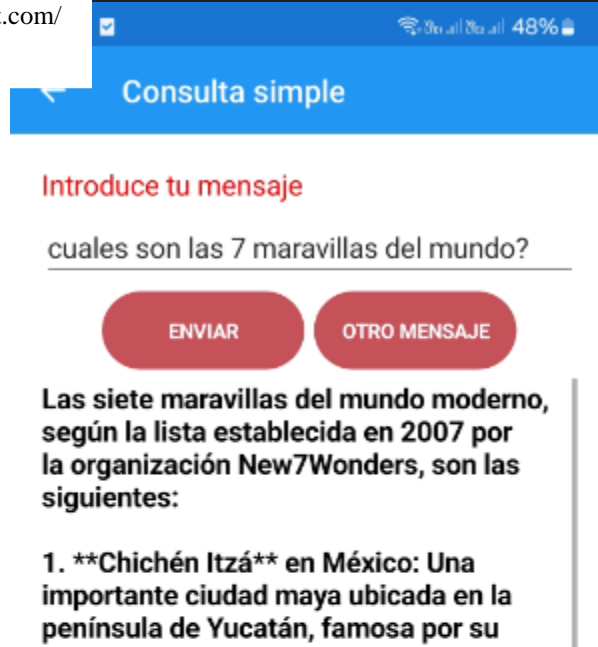 .com/
48%
Consulta simple
Introduce tu mensaje
cuales son las 7 maravillas del mundo?
ENVIAR
OTRO MENSAJE
Las siete maravillas del mundo moderno,
según la lista establecida en 2007 por
la organización New7Wonders, son las
siguientes:
1. **Chichén Itzá** en México: Una
importante ciudad maya ubicada en la
península de Yucatán, famosa por su